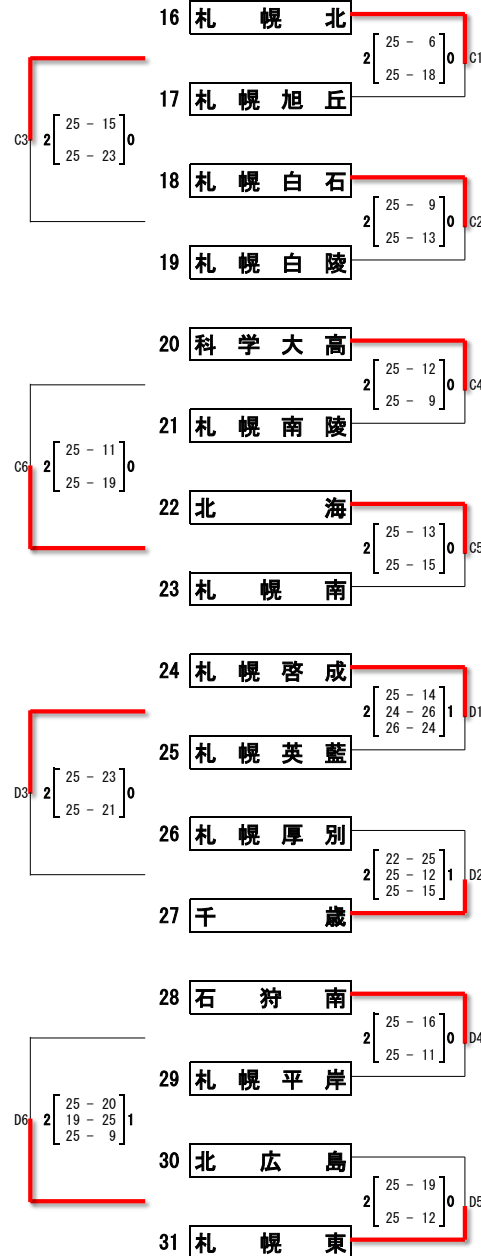 16 札幌北
2 25 - 6 0 C1
25 - 18
17 札幌旭丘
C3 2 25 - 15 0
25 - 23
18 札幌白石
2 25 - 9 0 C2
25 - 13
19 札幌白陵
20 科学大高
2 25 - 12 0 C4
25 - 9
21 札幌南陵
C6 2 25 - 11 0
25 - 19
22 北海
2 25 - 13 0 C5
25 - 15
23 札幌南
24 札幌啓成
25 - 14
2 24 - 26 1 D1
26 - 24
25 札幌英藍
D3 2 25 - 23 0
25 - 21
26 札幌厚別
22 - 25
2 25 - 12 1 D2
25 - 15
27 千歳
28 石狩南
2 25 - 16 0 D4
25 - 11
29 札幌平岸
25 - 20
D6 2 19 - 25 1
25 - 9
30 北広島
2 25 - 19 0 D5
25 - 12
31 札幌東